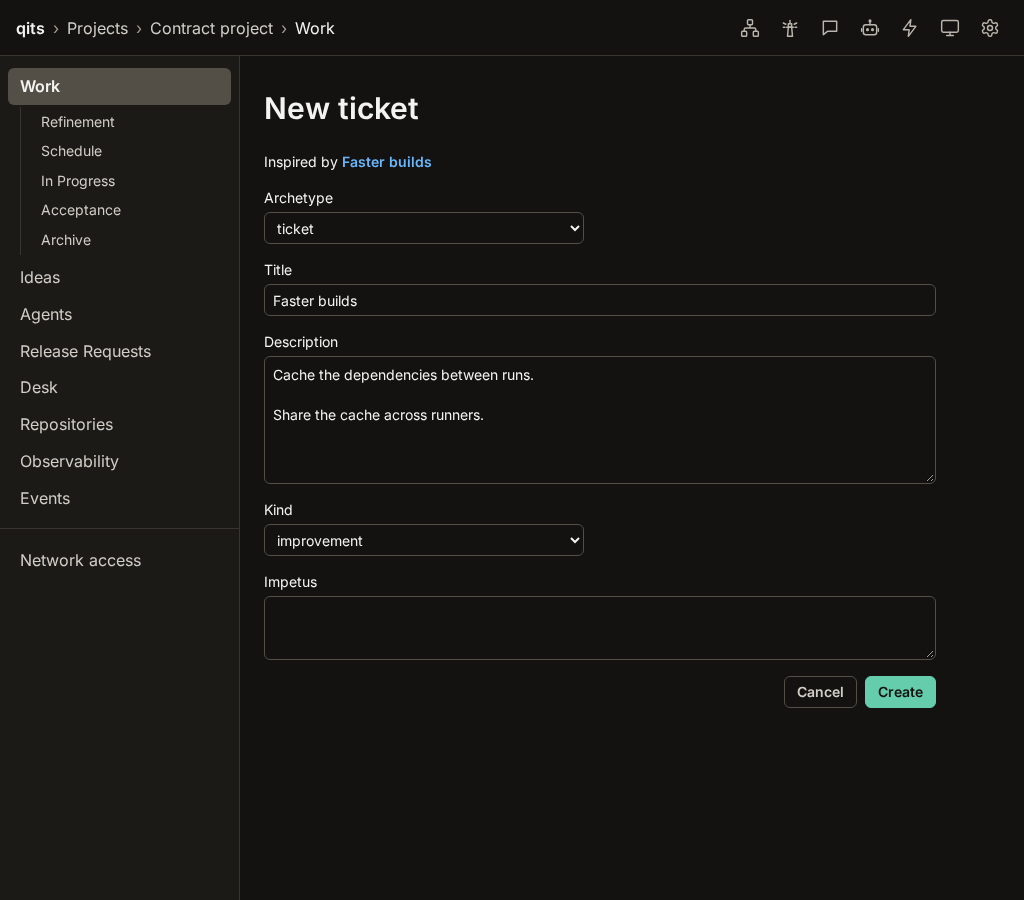 qits › Projects › Contract project › Work
Work
Refinement
Schedule
In Progress
Acceptance
Archive
Ideas
Agents
Release Requests
Desk
Repositories
Observability
Events
Network access
New ticket
Inspired by Faster builds
Archetype
ticket
Title
Faster builds
Description
Cache the dependencies between runs.
Share the cache across runners.
Kind
improvement
Impetus
Cancel
Create